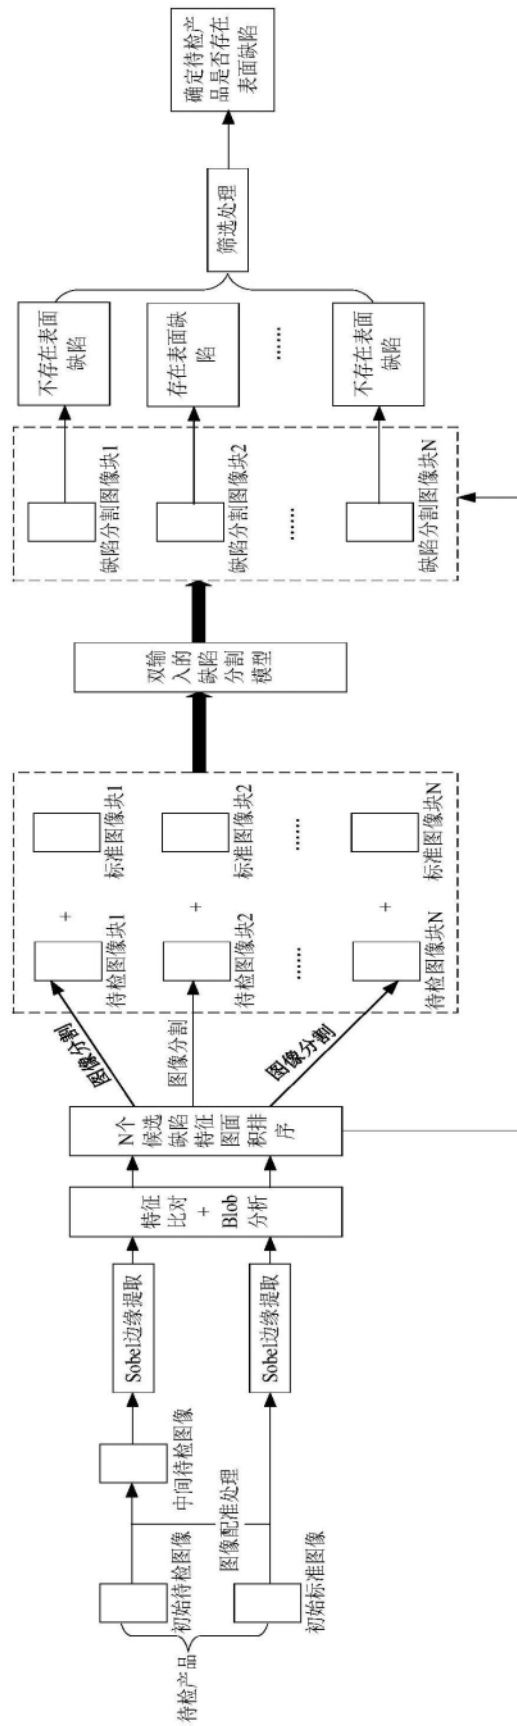 待检产品
初始待检图像
初始标准图像
图像配准处理
中间待检图像
Sobel边缘提取
Sobel边缘提取
特征
比对
+
Blob
分析
N个
候选
缺陷
特征
图面
积排
序
图像分割
图像分割
图像分割
待检图像块1
+
标准图像块1
待检图像块2
+
标准图像块2
……
……
待检图像块N
+
标准图像块N
双输
入的
缺陷
分割
模型
缺陷分割图像块1
缺陷分割图像块2
……
缺陷分割图像块N
不存在表面
缺陷
存在表面缺
陷
……
不存在表面
缺陷
筛选处理
确定待检产
品是否存在
表面缺陷